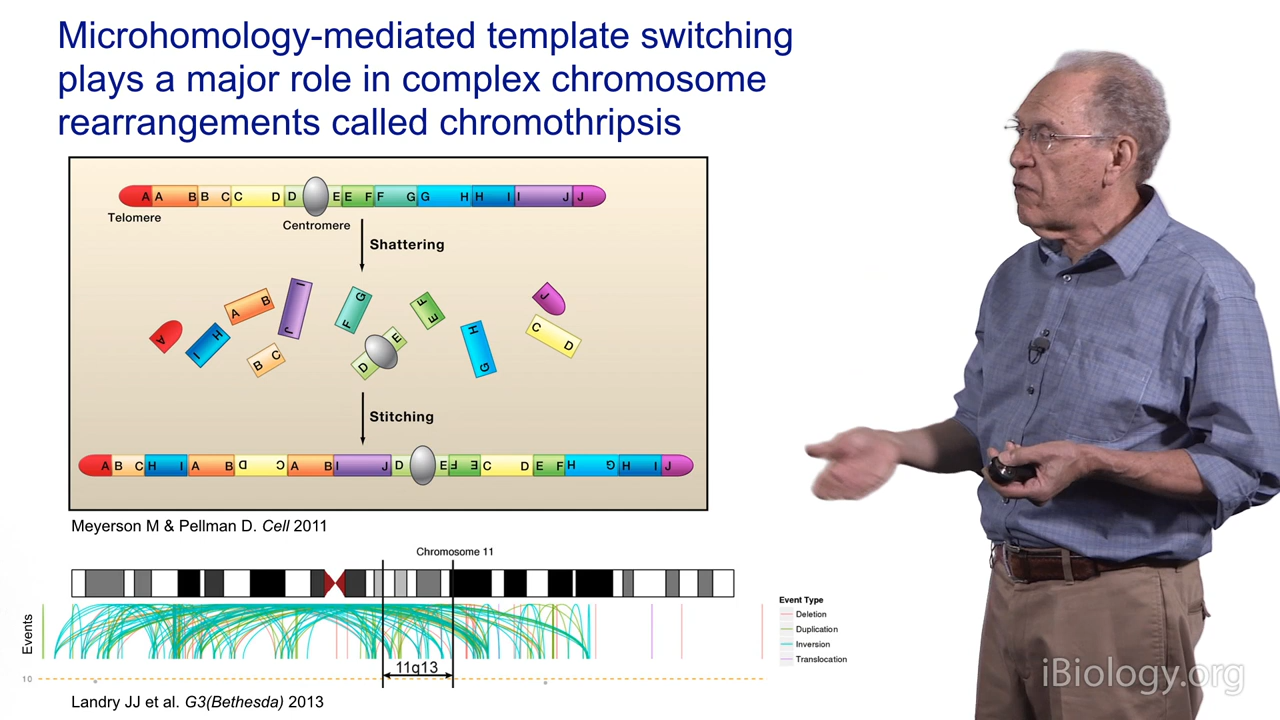 Microhomology-mediated template switching
plays a major role in complex chromosome
rearrangements called chromothripsis
A A B B C C D D E E F F G G H H I I J J
Telomere
Centromere
Shattering
A
I H
A B
B C
J I
F G
D E
E F
G H
J
C D
Stitching
A B C H I A B D C A B I J D E F E C D E F H G H I J
Meyerson M & Pellman D. Cell 2011
Chromosome 11
Events
11q13
10
Event Type
Deletion
Duplication
Inversion
Translocation
Landry JJ et al. G3(Bethesda) 2013
iBiology.org